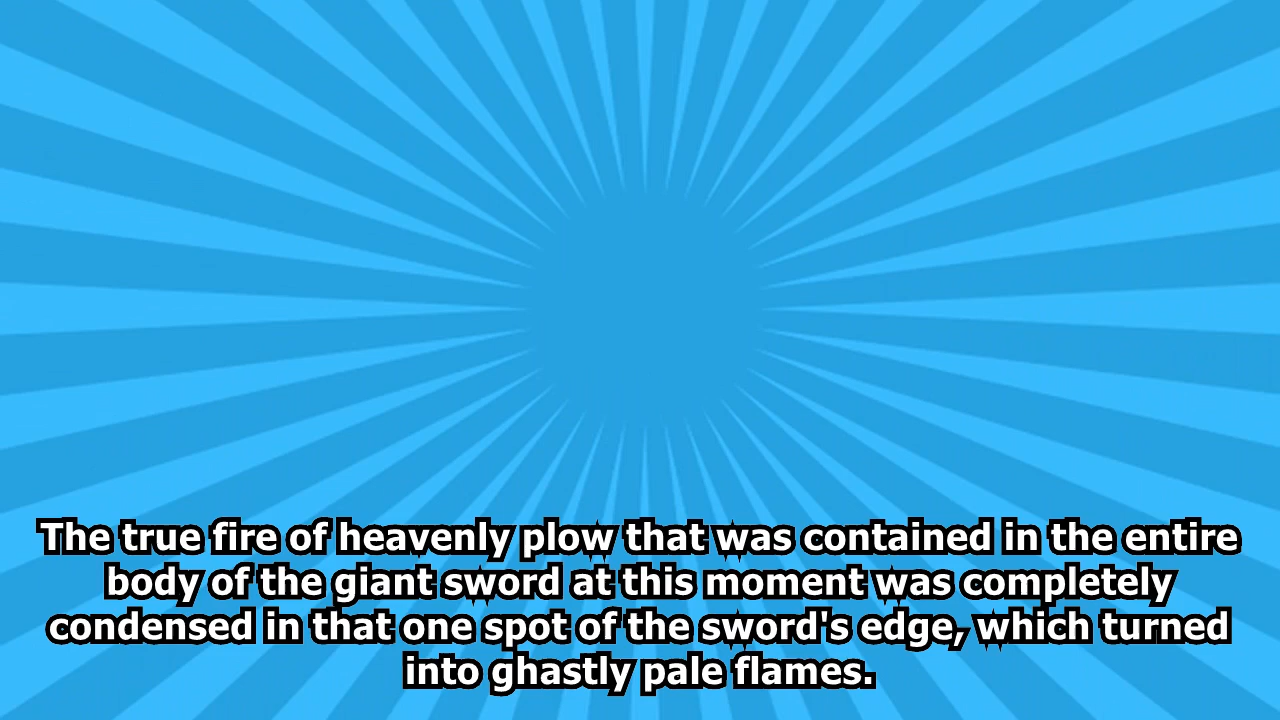 The true fire of heavenly plow that was contained in the entire
body of the giant sword at this moment was completely
condensed in that one spot of the sword's edge, which turned
into ghastly pale flames.